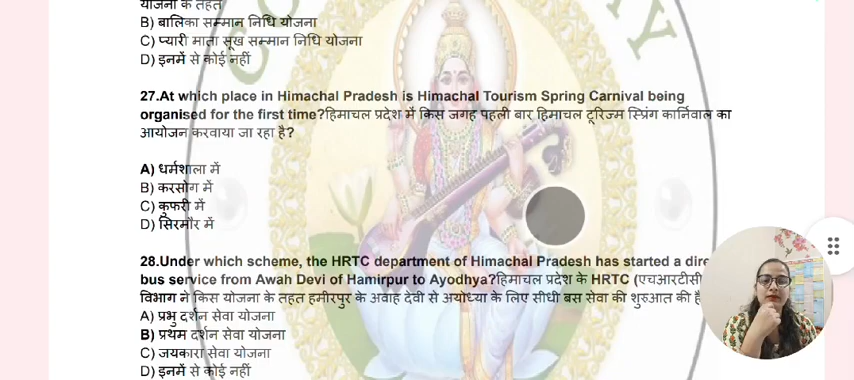 योजना के तहत
B) बालिका सम्मान निधि योजना
C) प्यारी माता सुख सम्मान निधि योजना
D) इनमें से कोई नहीं
27.At which place in Himachal Pradesh is Himachal Tourism Spring Carnival being
organised for the first time?हिमाचल प्रदेश में किस जगह पहली बार हिमाचल टूरिज्म स्प्रिंग कार्निवाल का
आयोजन करवाया जा रहा है?
A) धर्मशाला में
B) करसोग में
C) कुफरी में
D) सिरमौर में
28.Under which scheme, the HRTC department of Himachal Pradesh has started a
bus service from Awah Devi of Hamirpur to Ayodhya?हिमाचल प्रदेश के HRTC (एचआरटीसी
विभाग ने किस योजना के तहत हमीरपुर के अवाह देवी से अयोध्या के लिए सीधी बस सेवा की शुरुआत की
A) प्रभु दर्शन सेवा योजना
B) प्रथम दर्शन सेवा योजना
C) जयकारा सेवा योजना
D) इनमें से कोई नहीं